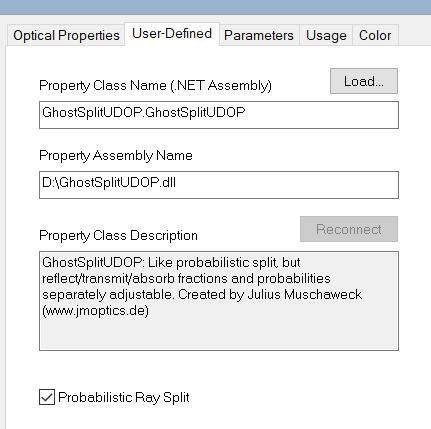 Optical Properties User-Defined Parameters Usage Color
Property Class Name (.NET Assembly) Load...
GhostSplitUDOP.GhostSplitUDOP
Property Assembly Name
D:\GhostSplitUDOP.dll
Property Class Description Reconnect
GhostSplitUDOP: Like probabilistic split, but
reflect/transmit/absorb fractions and probabilities
separately adjustable. Created by Julius Muschaweck
(www.jmoptics.de)
Probabilistic Ray Split